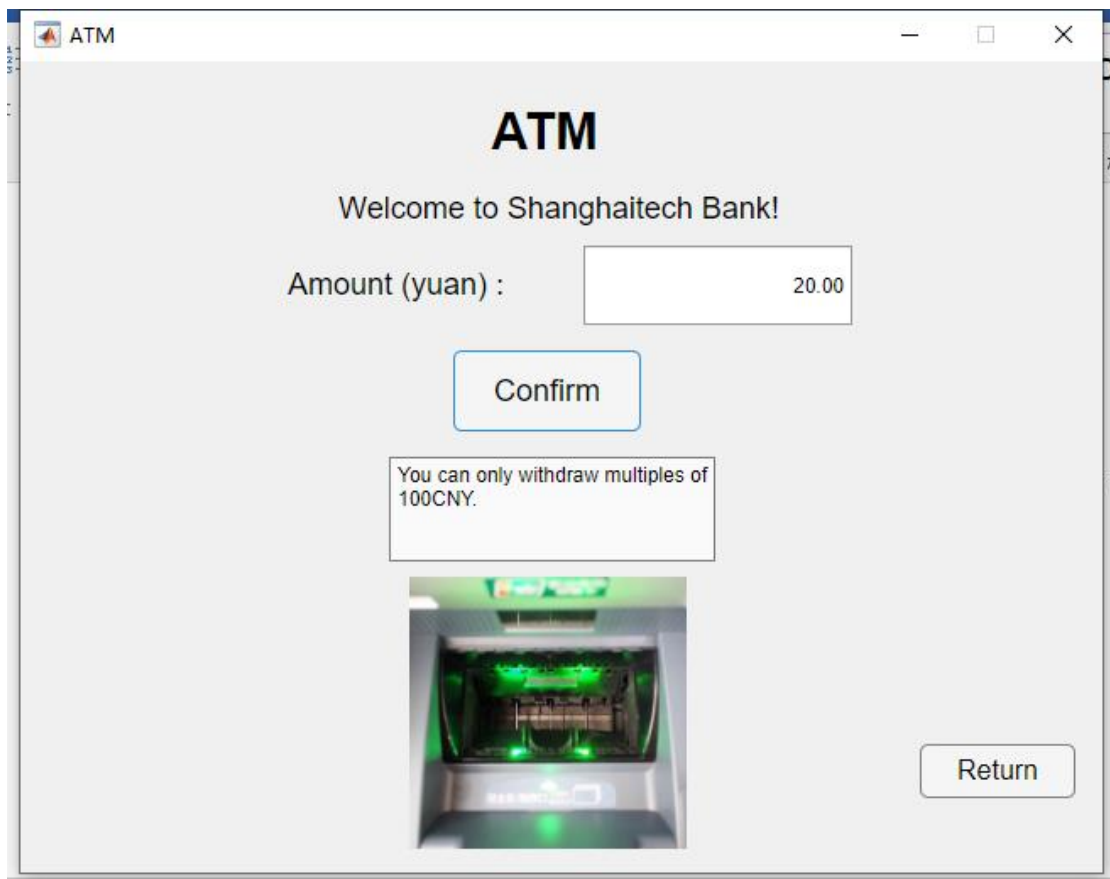 ATM
ATM
Welcome to Shanghaitech Bank!
Amount (yuan) :
20.00
Confirm
You can only withdraw multiples of
100CNY.
Return